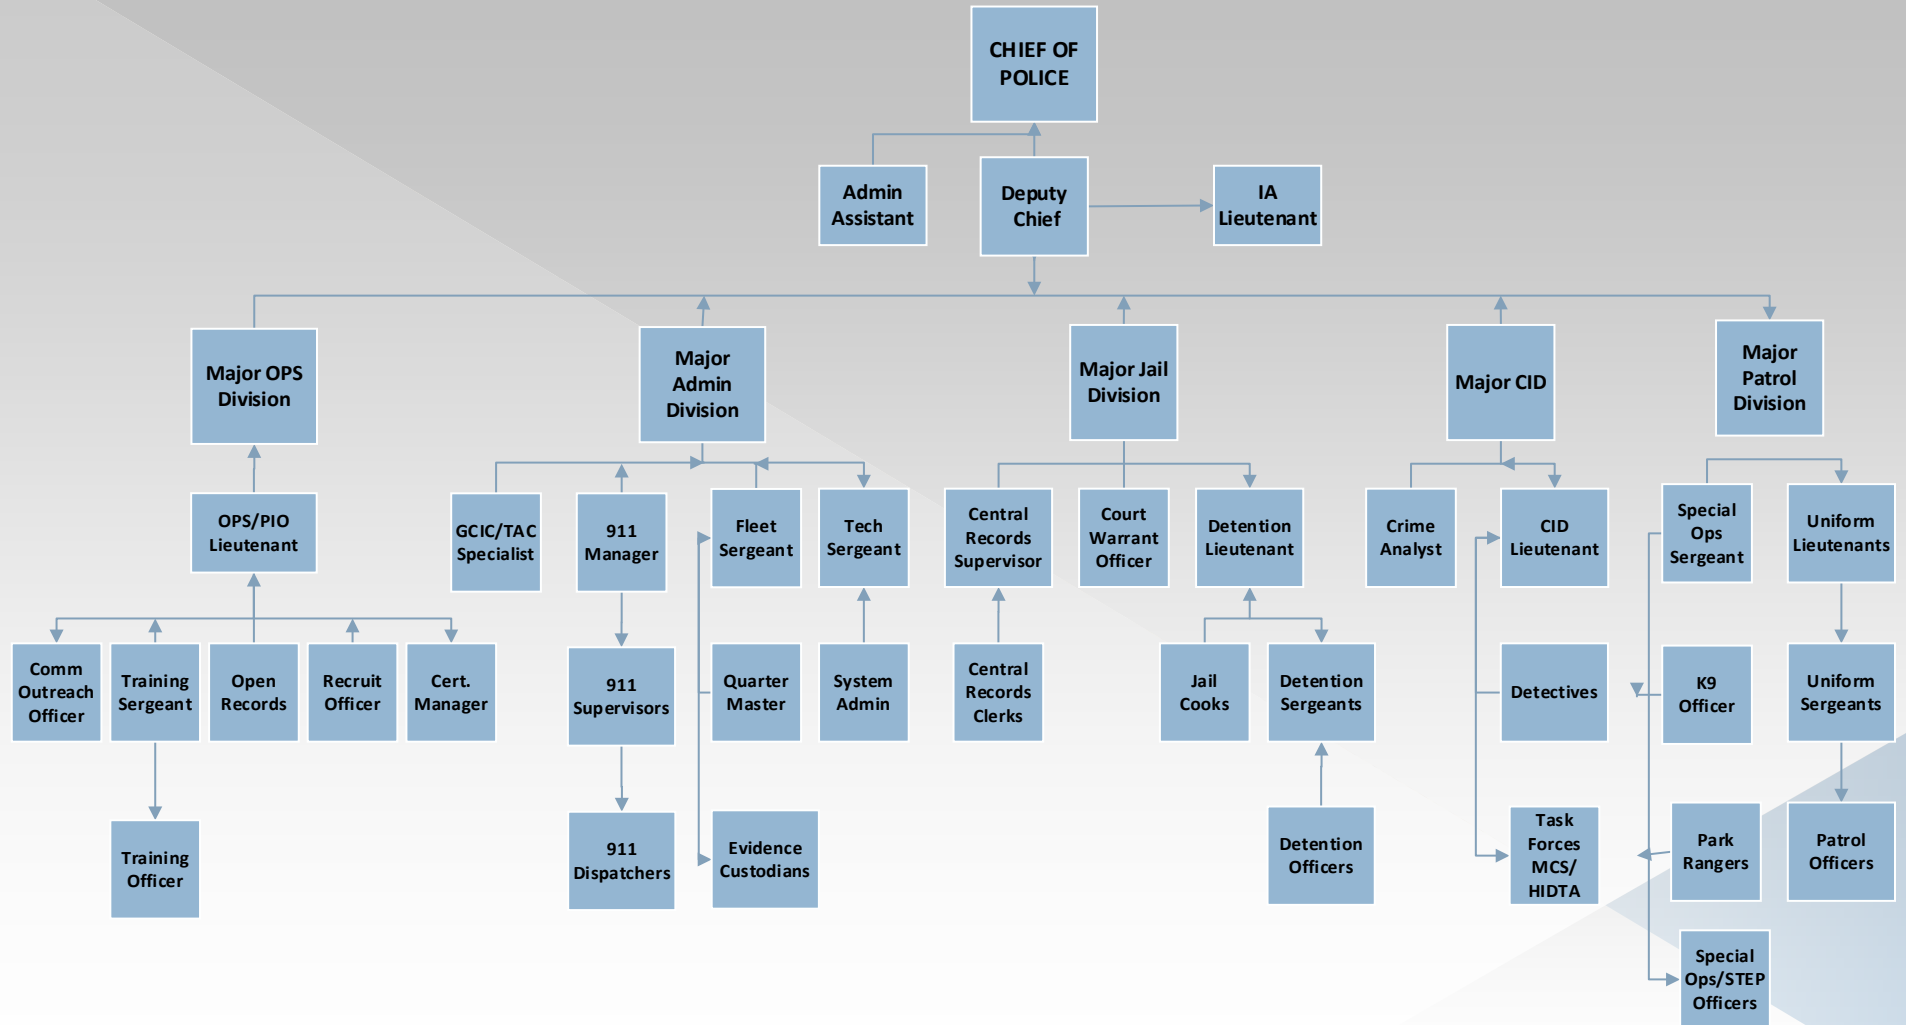 CHIEF OF
POLICE
Admin
Assistant
Deputy
Chief
IA
Lieutenant
Major OPS
Division
Major
Admin
Division
Major Jail
Division
Major CID
Major
Patrol
Division
OPS/PIO
Lieutenant
GCIC/TAC
Specialist
911
Manager
Fleet
Sergeant
Tech
Sergeant
Central
Records
Supervisor
Court
Warrant
Officer
Detention
Lieutenant
Crime
Analyst
CID
Lieutenant
Special
Ops
Sergeant
Uniform
Lieutenants
Comm
Outreach
Officer
Training
Sergeant
Open
Records
Recruit
Officer
Cert.
Manager
911
Supervisors
Quarter
Master
System
Admin
Central
Records
Clerks
Jail
Cooks
Detention
Sergeants
Detectives
K9
Officer
Uniform
Sergeants
Training
Officer
911
Dispatchers
Evidence
Custodians
Detention
Officers
Task
Forces
MCS/
HIDTA
Park
Rangers
Patrol
Officers
Special
Ops/STEP
Officers